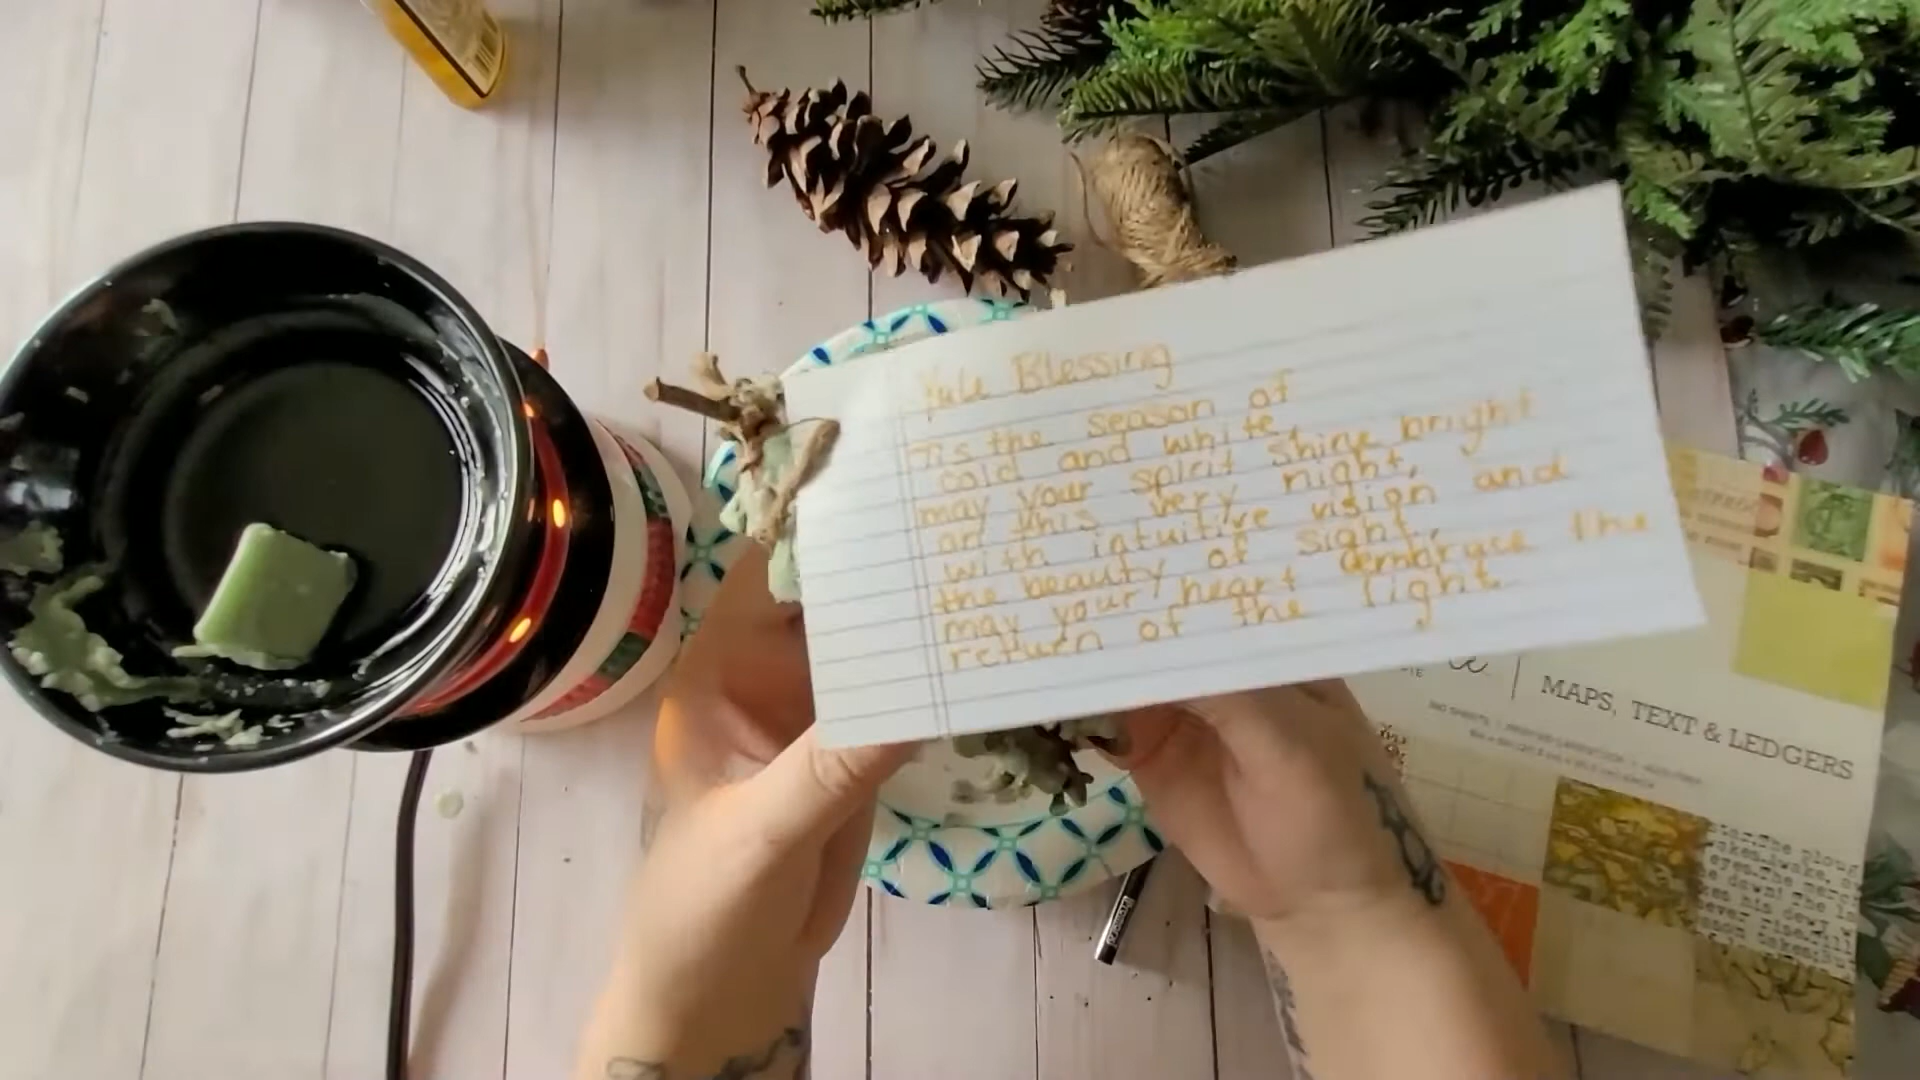 Yule Blessing
'Tis the season of
cold and white,
may your spirit shine bright
on this very night,
with intuitive vision and
the beauty of sight,
may your heart embrace the
return of the light
MAPS, TEXT & LEDGERS